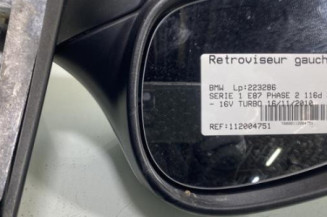 Retroviseur gauch
BMW Lp:223286
SERIE 1 E87 PHASE 2 116d
- 16V TURBO 16/11/2010
REF:112004751